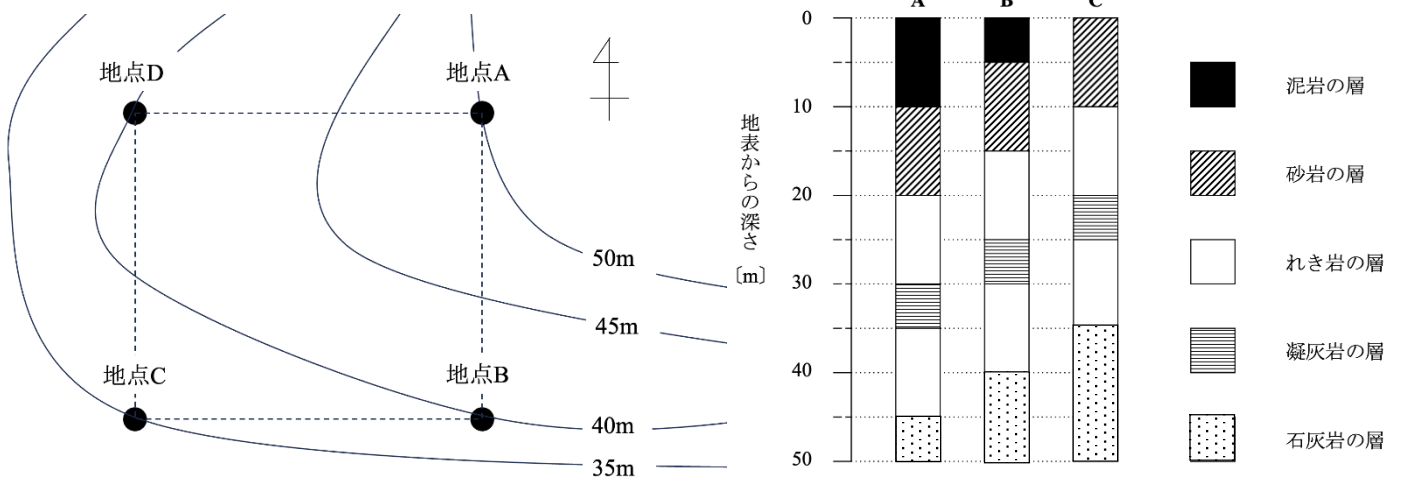 地点D
地点A
地点C
地点B
50m
45m
40m
35m
A
B
C
地表からの深さ〔m〕
0
10
20
30
40
50
泥岩の層
砂岩の層
れき岩の層
凝灰岩の層
石灰岩の層